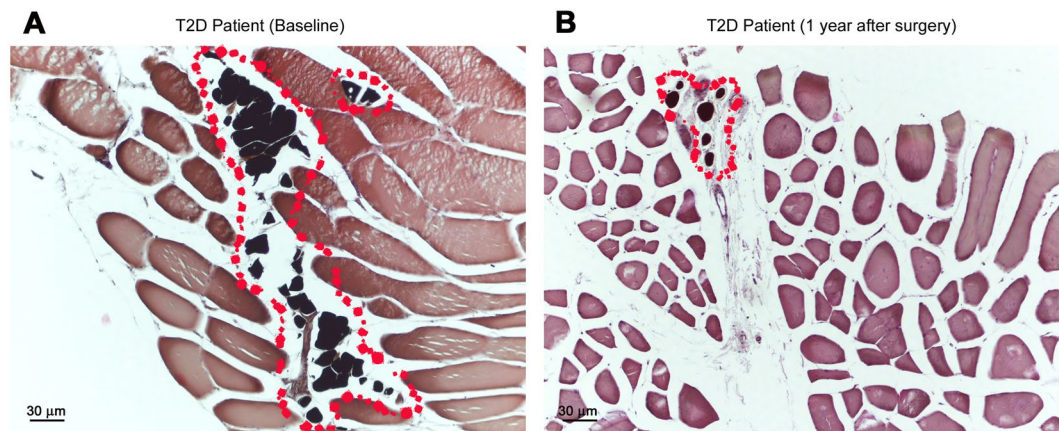 A
T2D Patient (Baseline)
30 μm
B
T2D Patient (1 year after surgery)
30 μm